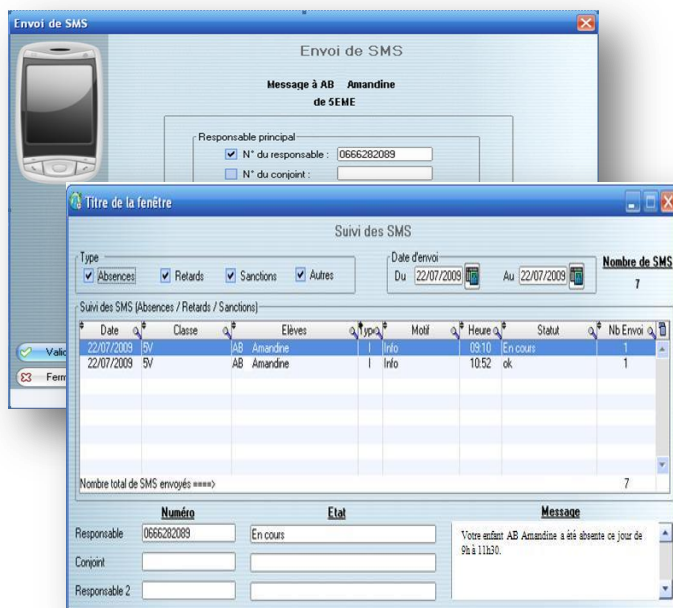 Envoi de SMS
Envoi de SMS
Message à AB Amandine
de 5EME
Responsable principal
N° du responsable : 0666282089
N° du conjoint :
Titre de la fenêtre
Suivi des SMS
Type
Absences Retards Sanctions Autres
Date d'envoi
Du 22/07/2009 Au 22/07/2009
Nombre de SMS
7
Suivi des SMS (Absences / Retards / Sanctions)
Date Classe Elèves Type Motif Heure Statut Nb Envoi
22/07/2009 5V AB Amandine I Info 09:10 En cours 1
22/07/2009 5V AB Amandine I Info 10:52 ok 1
Nombre total de SMS envoyés ====> 7
Valid
Ferm
Numéro Etat Message
Responsable 0666282089 En cours
Votre enfant AB Amandine a été absente ce jour de
9h à 11h30.
Conjoint
Responsable 2